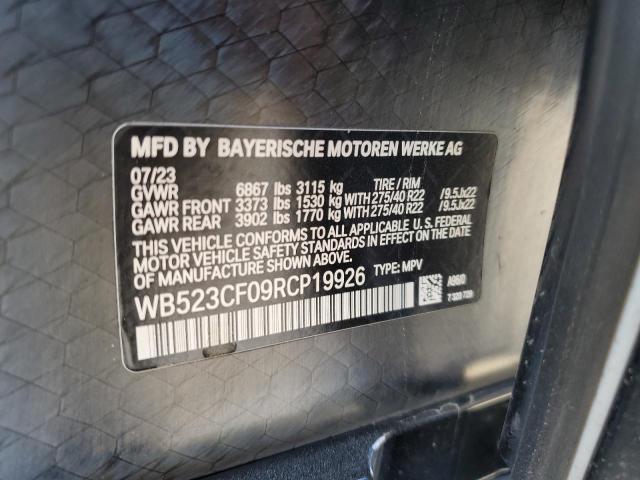 MFD BY BAYERISCHE MOTOREN WERKE AG
07/23 TIRE / RIM
GVWR 6867 lbs 3115 kg
GAWR FRONT 3373 lbs 1530 kg WITH 275/40 R22 / 9.5Jx22
GAWR REAR 3902 lbs 1770 kg WITH 275/40 R22 / 9.5Jx22
THIS VEHICLE CONFORMS TO ALL APPLICABLE U. S. FEDERAL
MOTOR VEHICLE SAFETY STANDARDS IN EFFECT ON THE DATE
OF MANUFACTURE SHOWN ABOVE.
WB523CF09RCP19926 TYPE: MPV